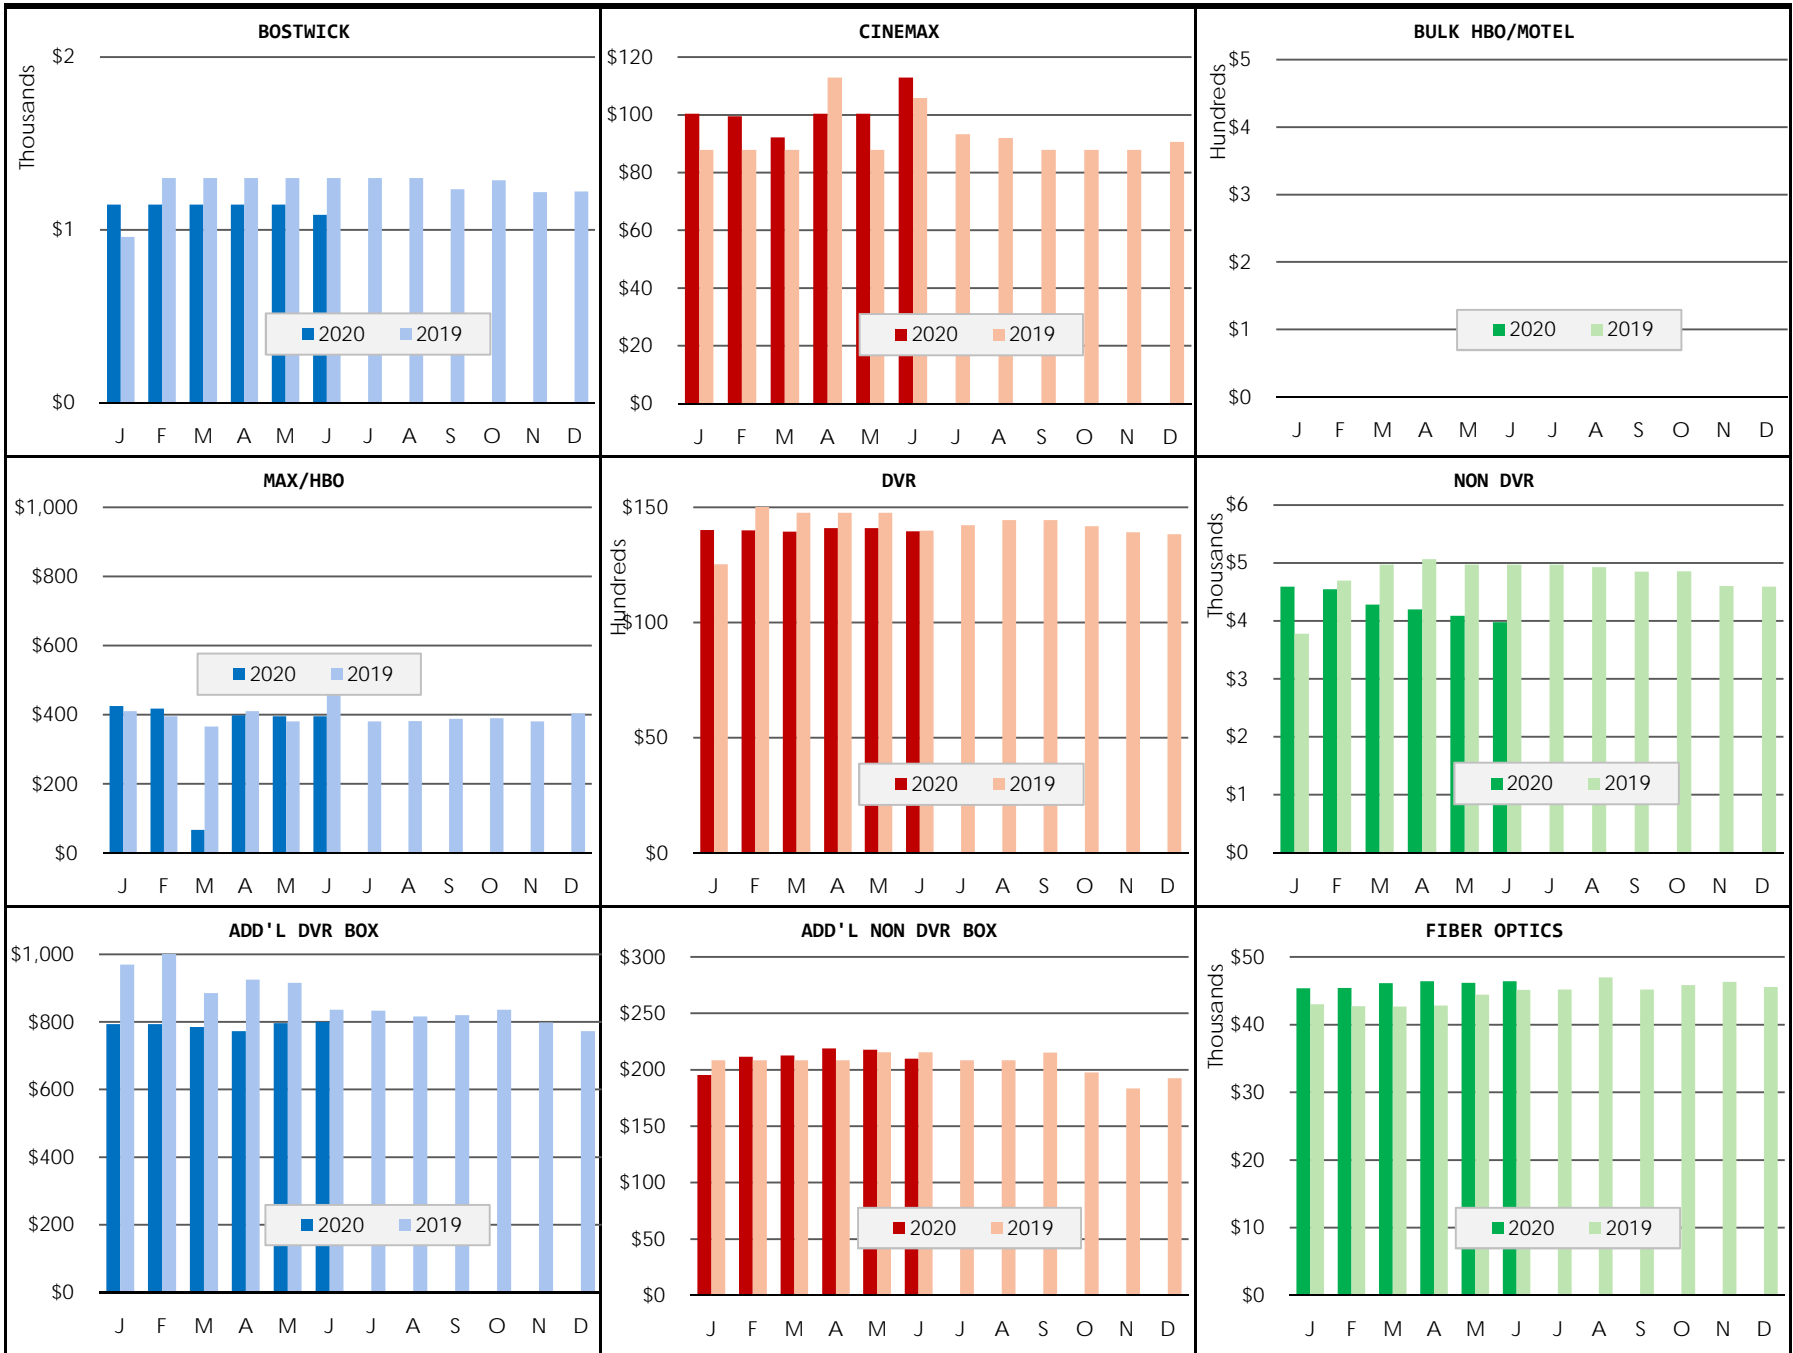 BOSTWICK
Thousands
$2
$1
$0
J F M A M J J A S O N D
2020 2019
CINEMAX
$120
$100
$80
$60
$40
$20
$0
J F M A M J J A S O N D
2020 2019
BULK HBO/MOTEL
Hundreds
$5
$4
$3
$2
$1
$0
J F M A M J J A S O N D
2020 2019
MAX/HBO
$1,000
$800
$600
$400
$200
$0
J F M A M J J A S O N D
2020 2019
DVR
Hundreds
$150
$100
$50
$0
J F M A M J J A S O N D
2020 2019
NON DVR
Thousands
$6
$5
$4
$3
$2
$1
$0
J F M A M J J A S O N D
2020 2019
ADD'L DVR BOX
$1,000
$800
$600
$400
$200
$0
J F M A M J J A S O N D
2020 2019
ADD'L NON DVR BOX
$300
$250
$200
$150
$100
$50
$0
J F M A M J J A S O N D
2020 2019
FIBER OPTICS
Thousands
$50
$40
$30
$20
$10
$0
J F M A M J J A S O N D
2020 2019